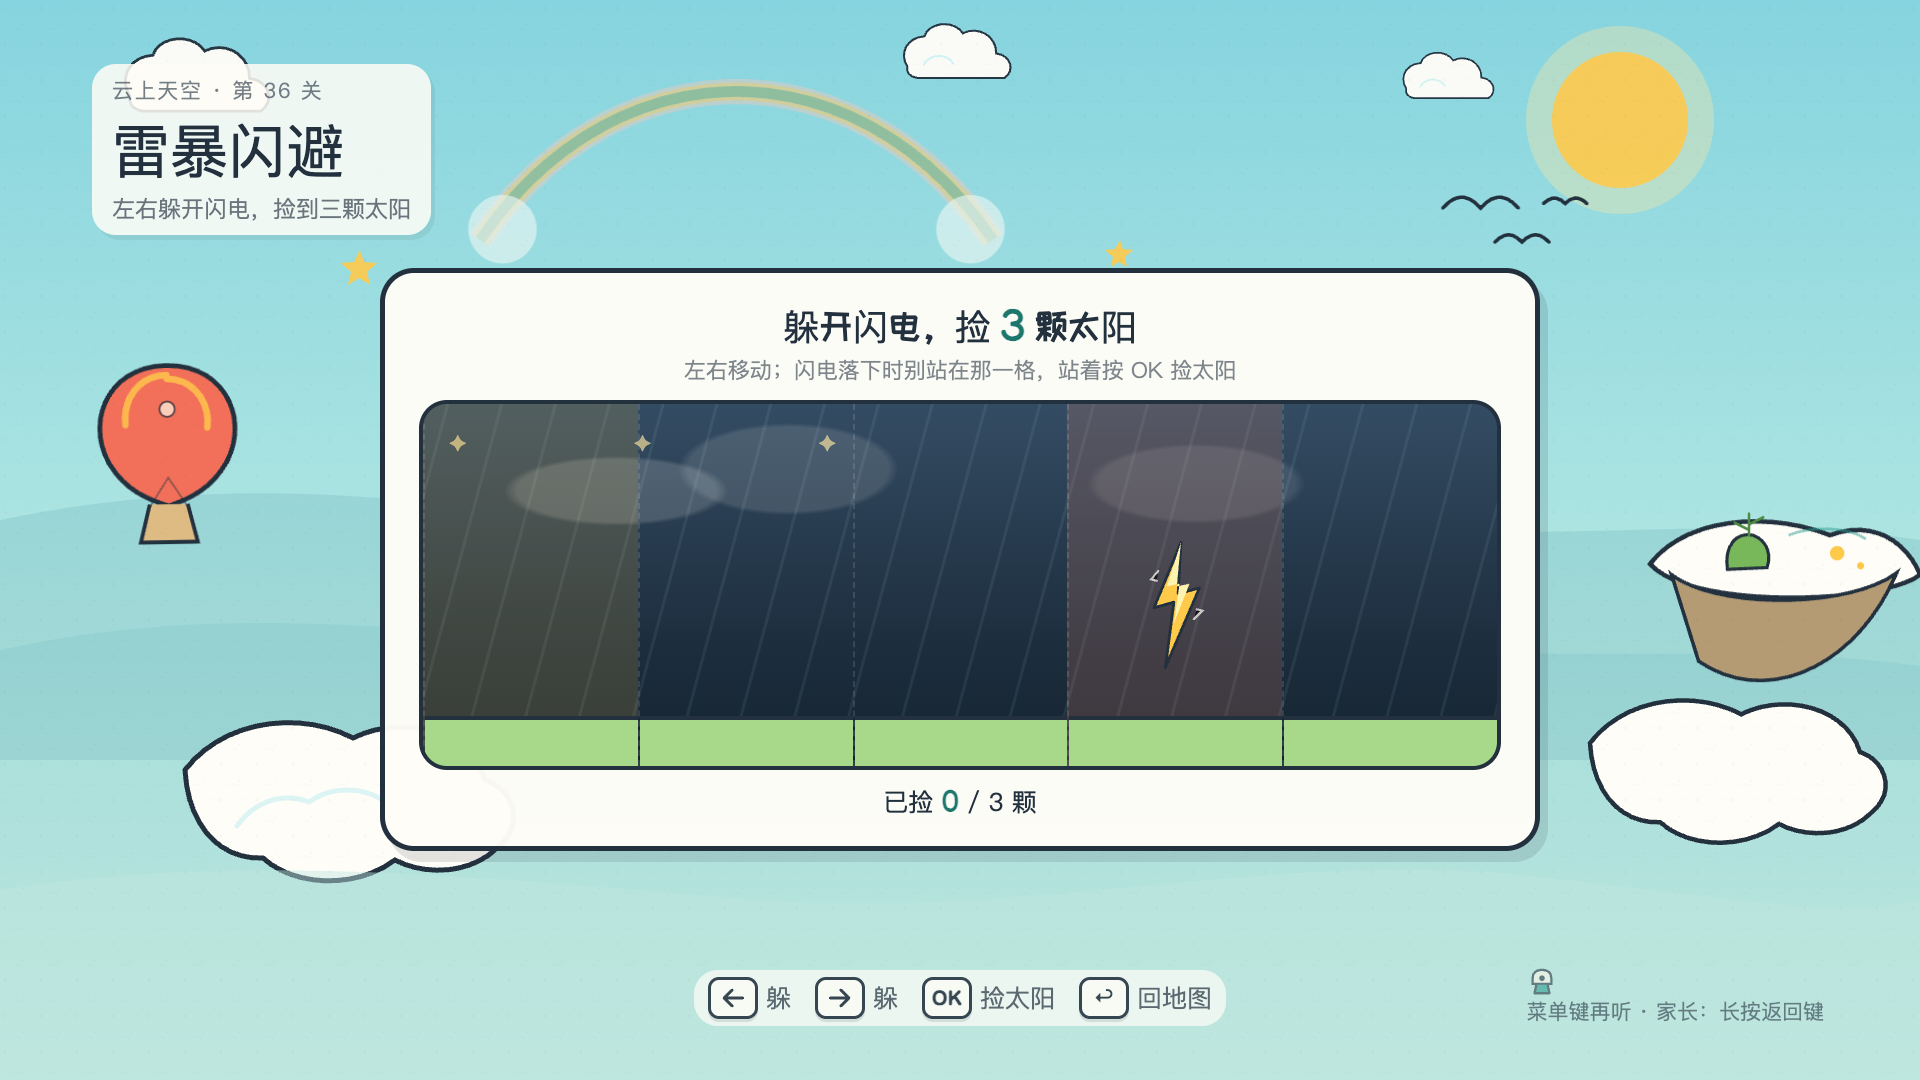 云上天空 · 第 36 关
雷暴闪避
左右躲开闪电，捡到三颗太阳
躲开闪电，捡 3 颗太阳
左右移动；闪电落下时别站在那一格，站着按 OK 捡太阳
已捡 0 / 3 颗
← 躲 → 躲 OK 捡太阳 ↩ 回地图
菜单键再听 · 家长：长按返回键